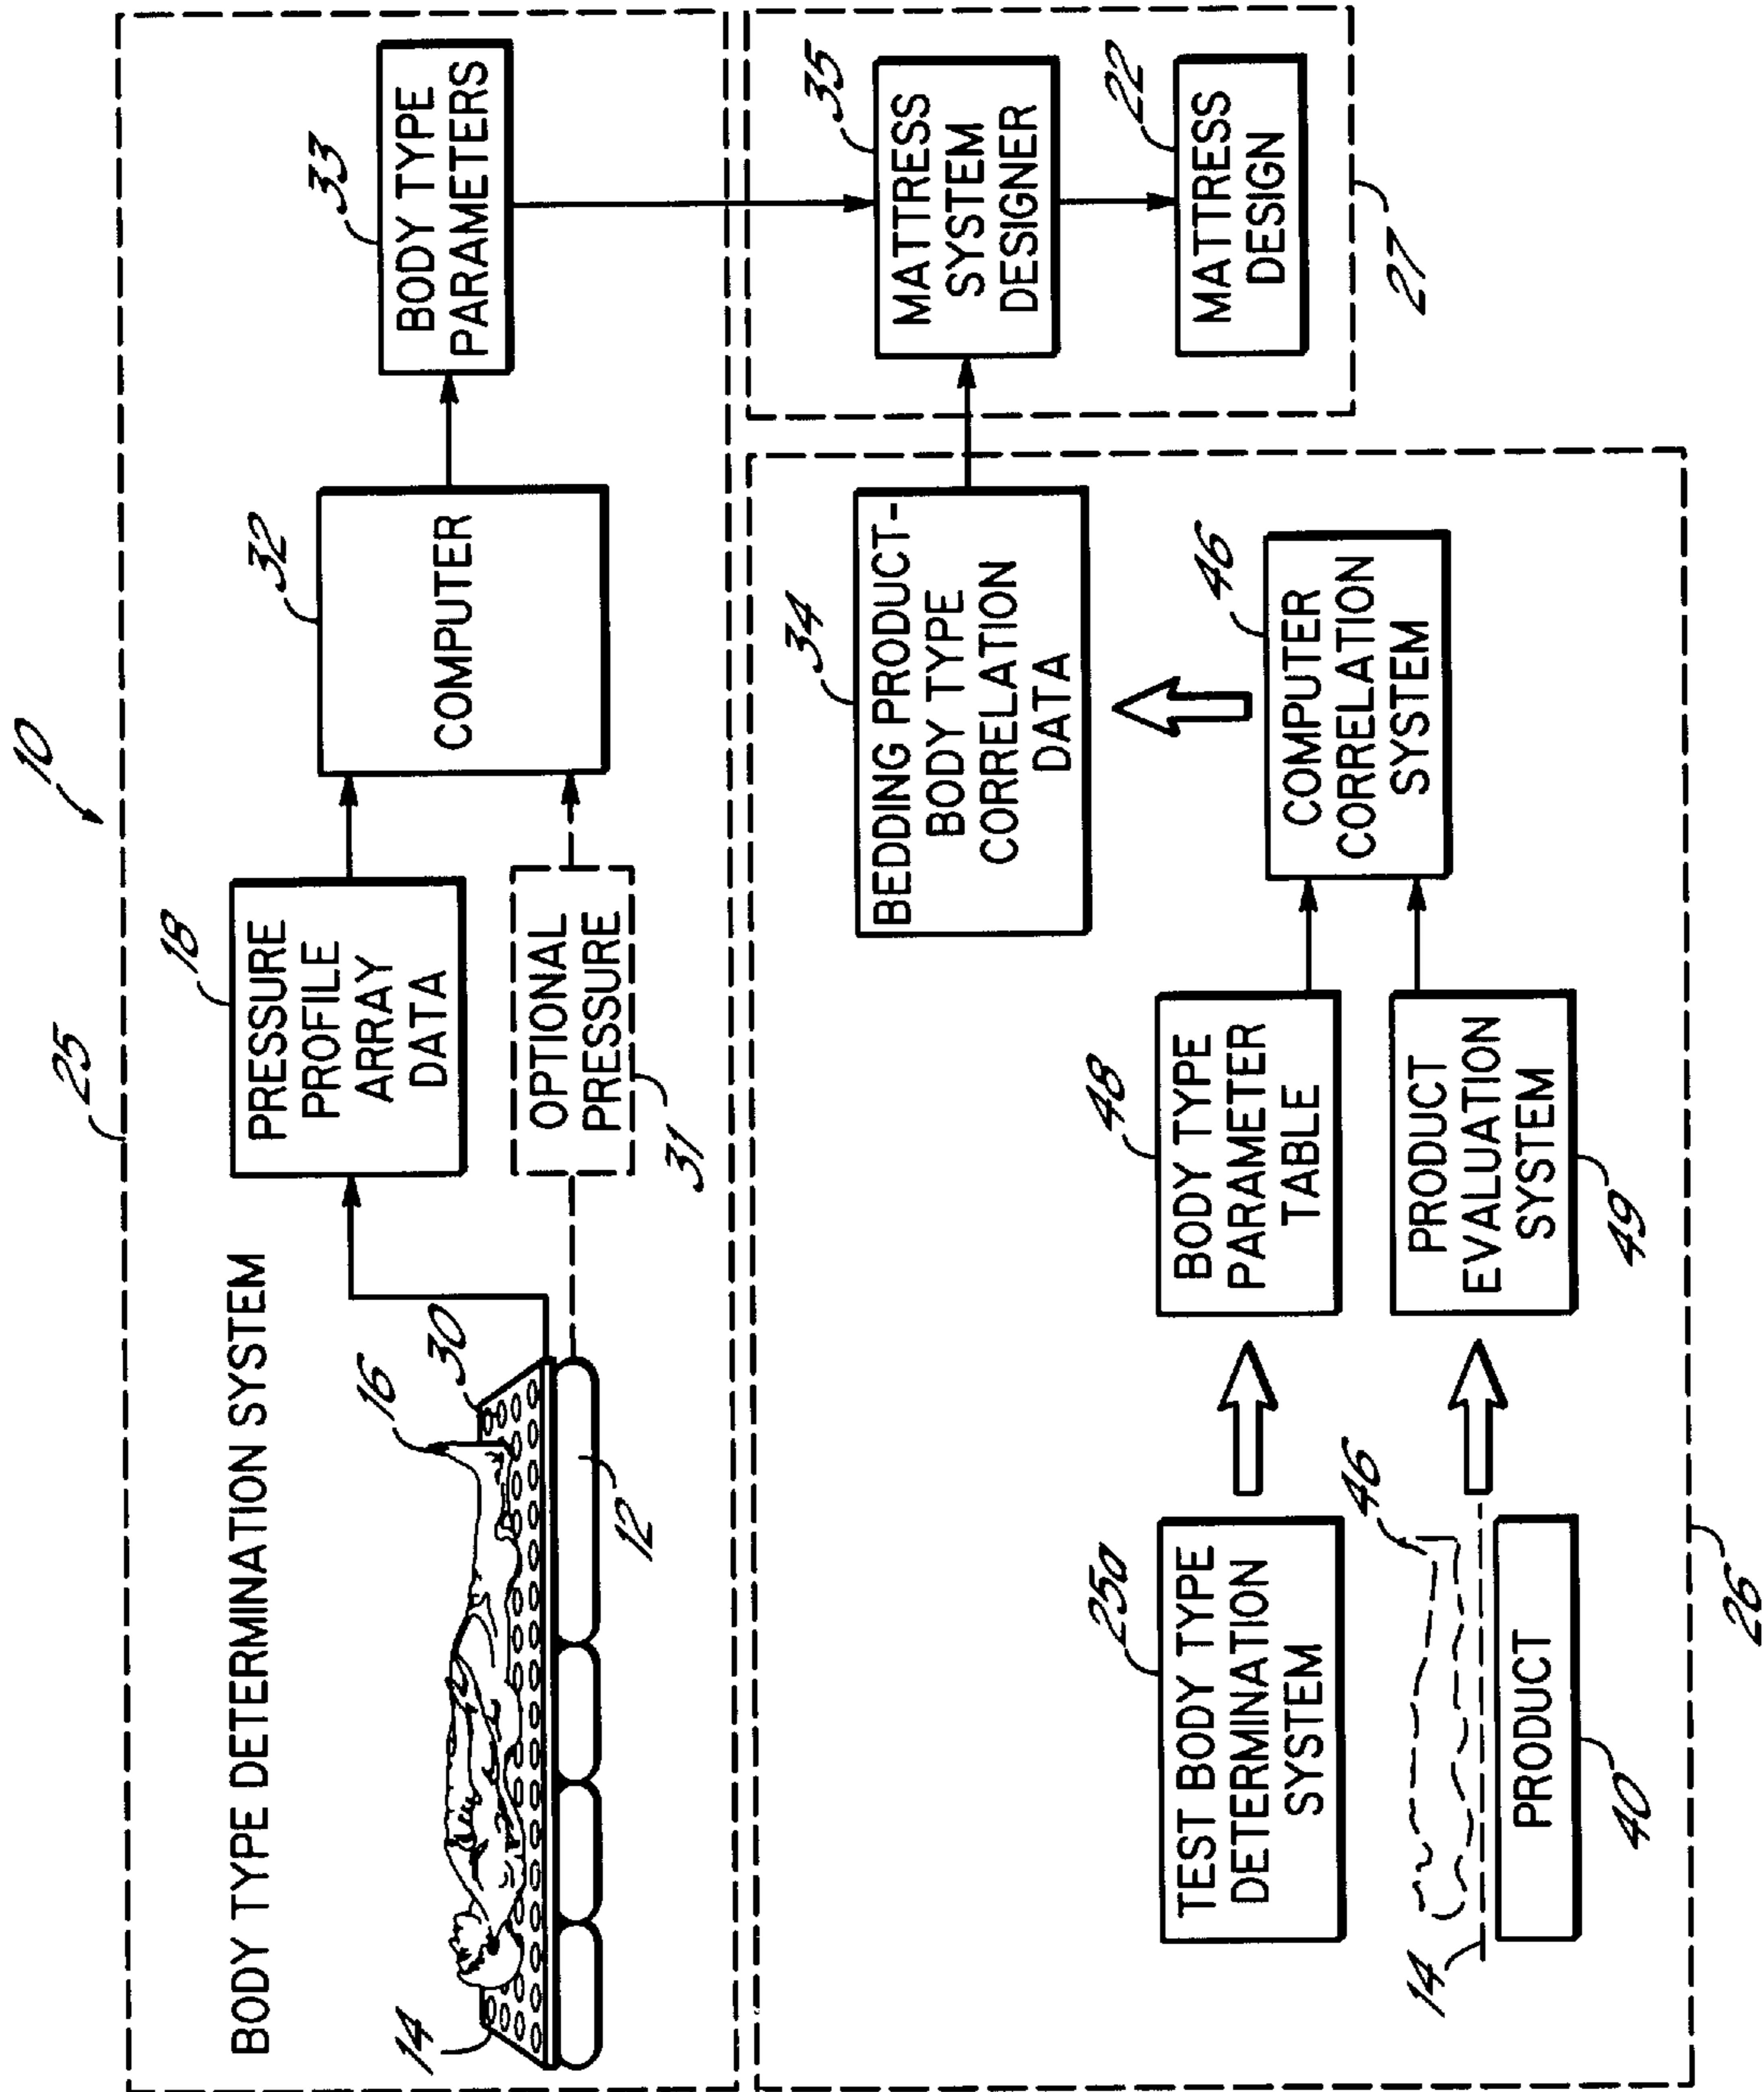 10
25
BODY TYPE DETERMINATION SYSTEM
14
16
30
12
18
PRESSURE
PROFILE
ARRAY
DATA
OPTIONAL
PRESSURE
31
32
COMPUTER
33
BODY TYPE
PARAMETERS
35
MATTRESS
SYSTEM
DESIGNER
22
MATTRESS
DESIGN
27
34
BEDDING PRODUCT-
BODY TYPE
CORRELATION
DATA
46
COMPUTER
CORRELATION
SYSTEM
48
BODY TYPE
PARAMETER
TABLE
PRODUCT
EVALUATION
SYSTEM
49
250
TEST BODY TYPE
DETERMINATION
SYSTEM
46
14
PRODUCT
40
26